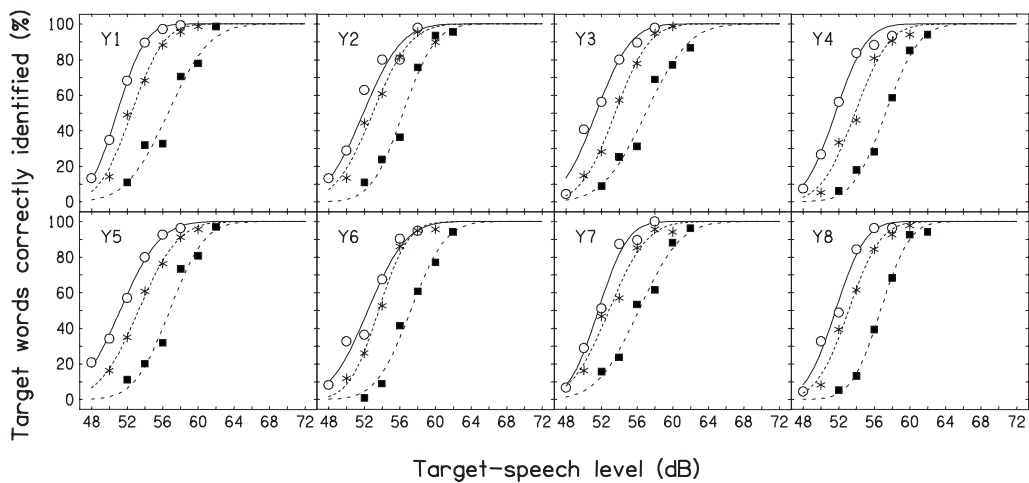 Target words correctly identified (%)
100
80
60
40
20
0
Y1
Y2
Y3
Y4
100
80
60
40
20
0
Y5
Y6
Y7
Y8
48 52 56 60 64 68 72 48 52 56 60 64 68 72 48 52 56 60 64 68 72 48 52 56 60 64 68 72
Target-speech level (dB)